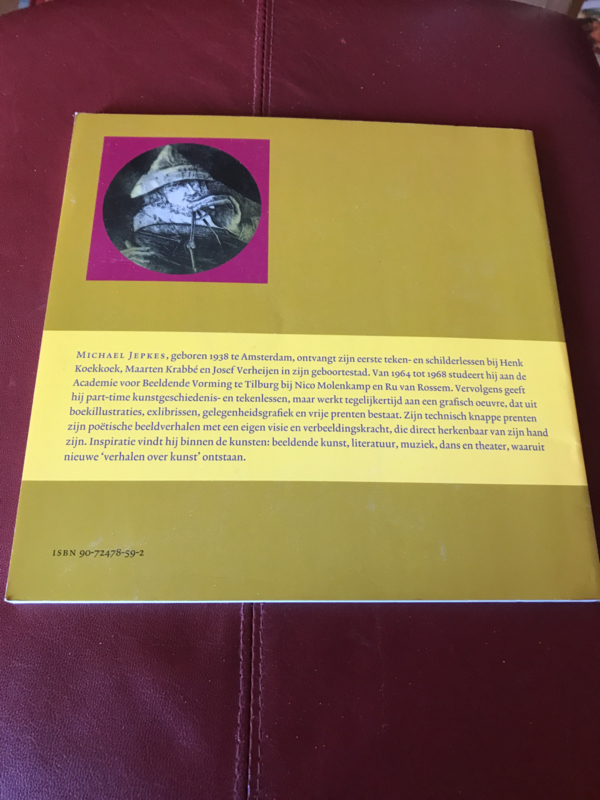 MICHAEL JEPKES, geboren 1938 te Amsterdam, ontvangt zijn eerste teken- en schilderlessen bij Henk
Koekkoek, Maarten Krabbé en Josef Verheijen in zijn geboortestad. Van 1964 tot 1968 studeert hij aan de
Academie voor Beeldende Vorming te Tilburg bij Nico Molenkamp en Ru van Rossem. Vervolgens geeft
hij part-time kunstgeschiedenis- en tekenlessen, maar werkt tegelijkertijd aan een grafisch oeuvre, dat uit
boekillustraties, exlibrissen, gelegenheidsgrafiek en vrije prenten bestaat. Zijn technisch knappe prenten
zijn poëtische beeldverhalen met een eigen visie en verbeeldingskracht, die direct herkenbaar van zijn hand
zijn. Inspiratie vindt hij binnen de kunsten: beeldende kunst, literatuur, muziek, dans en theater, waaruit
nieuwe ‘verhalen over kunst’ ontstaan.
ISBN 90-72478-59-2